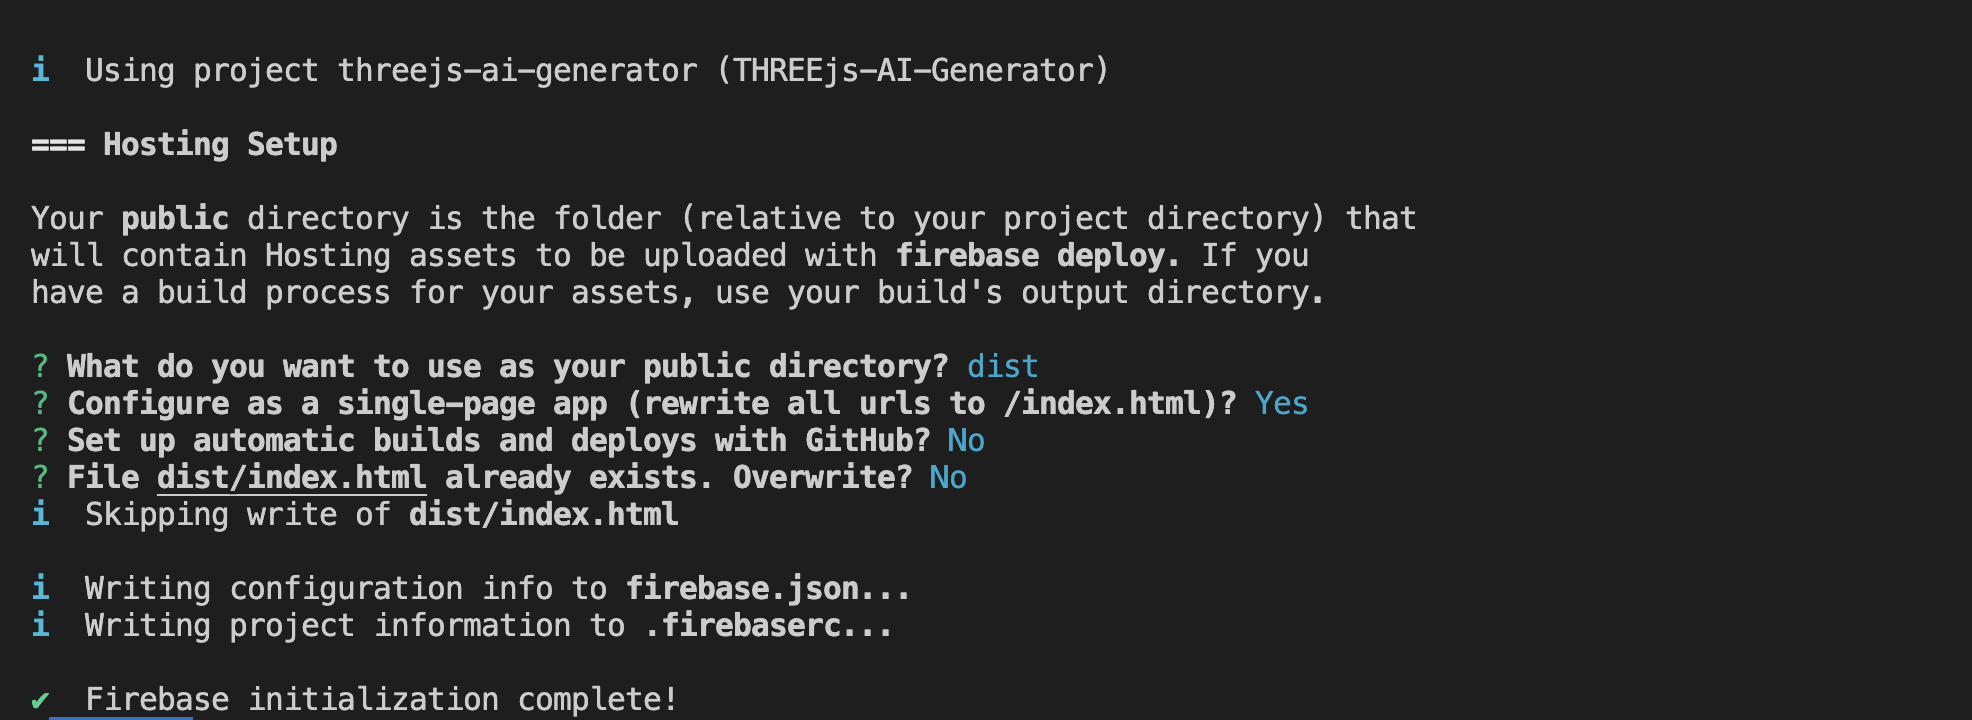 i  Using project threejs-ai-generator (THREEjs-AI-Generator)
=== Hosting Setup
Your public directory is the folder (relative to your project directory) that
will contain Hosting assets to be uploaded with firebase deploy. If you
have a build process for your assets, use your build's output directory.
? What do you want to use as your public directory? dist
? Configure as a single-page app (rewrite all urls to /index.html)? Yes
? Set up automatic builds and deploys with GitHub? No
? File dist/index.html already exists. Overwrite? No
i  Skipping write of dist/index.html
i  Writing configuration info to firebase.json...
i  Writing project information to .firebaserc...
✔  Firebase initialization complete!